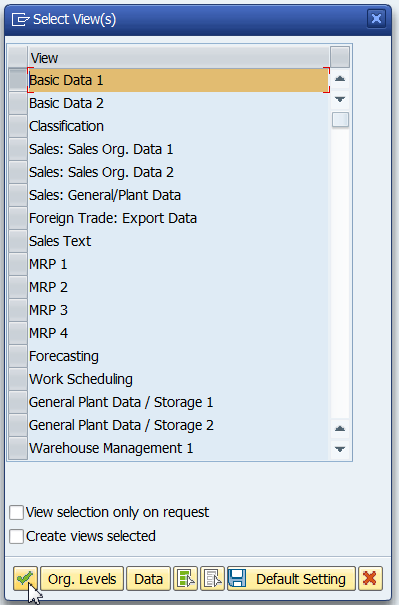 Select View(s)
View
Basic Data 1
Basic Data 2
Classification
Sales: Sales Org. Data 1
Sales: Sales Org. Data 2
Sales: General/Plant Data
Foreign Trade: Export Data
Sales Text
MRP 1
MRP 2
MRP 3
MRP 4
Forecasting
Work Scheduling
General Plant Data / Storage 1
General Plant Data / Storage 2
Warehouse Management 1
View selection only on request
Create views selected
Org. Levels Data Default Setting